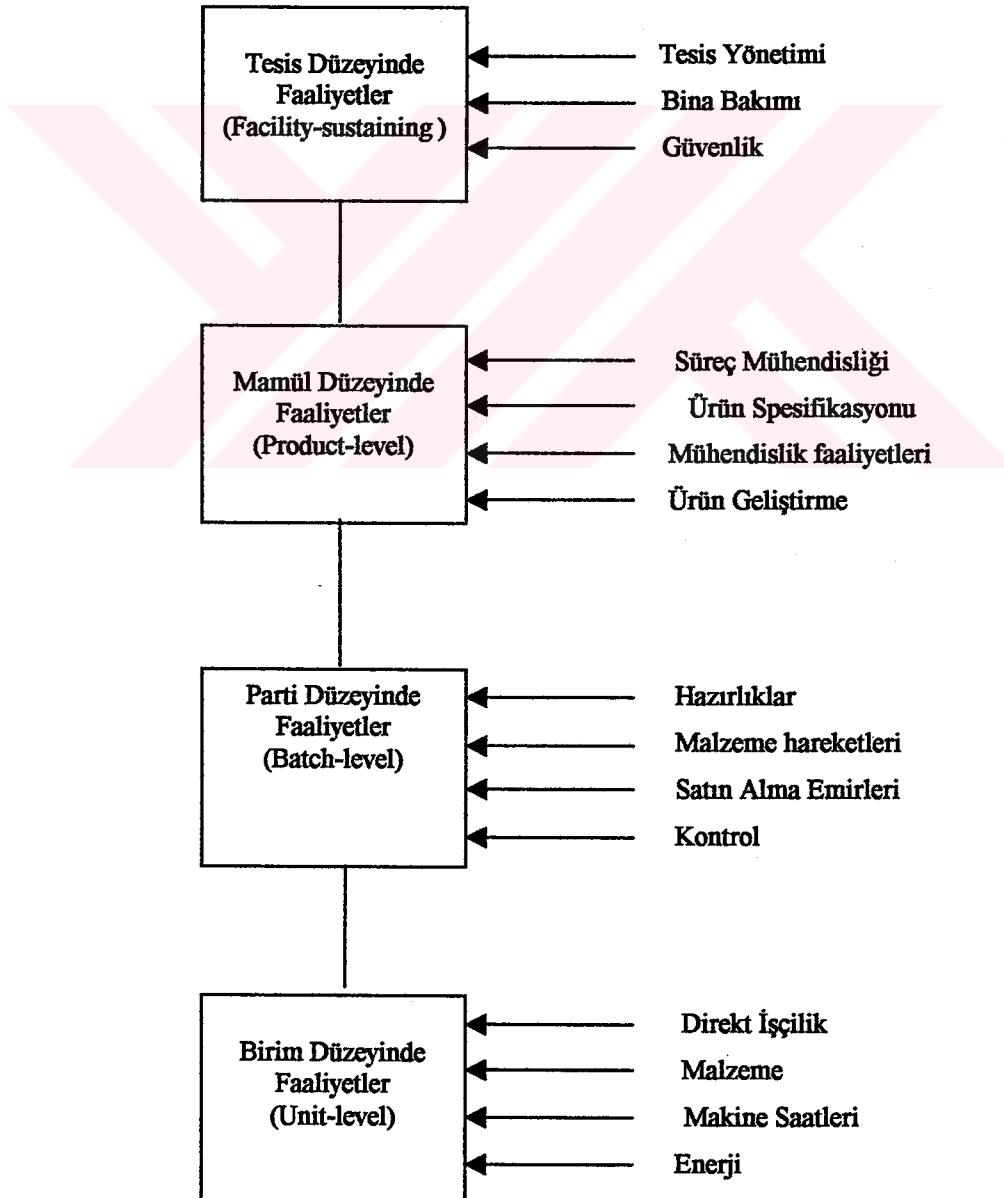 Tesis Düzeyinde
Faaliyetler
(Facility-sustaining )
Tesis Yönetimi
Bina Bakımı
Güvenlik
Mamül Düzeyinde
Faaliyetler
(Product-level)
Süreç Mühendisliği
Ürün Spesifikasyonu
Mühendislik faaliyetleri
Ürün Geliştirme
Parti Düzeyinde
Faaliyetler
(Batch-level)
Hazırlıklar
Malzeme hareketleri
Satın Alma Emirleri
Kontrol
Birim Düzeyinde
Faaliyetler
(Unit-level)
Direkt İşçilik
Malzeme
Makine Saatleri
Enerji